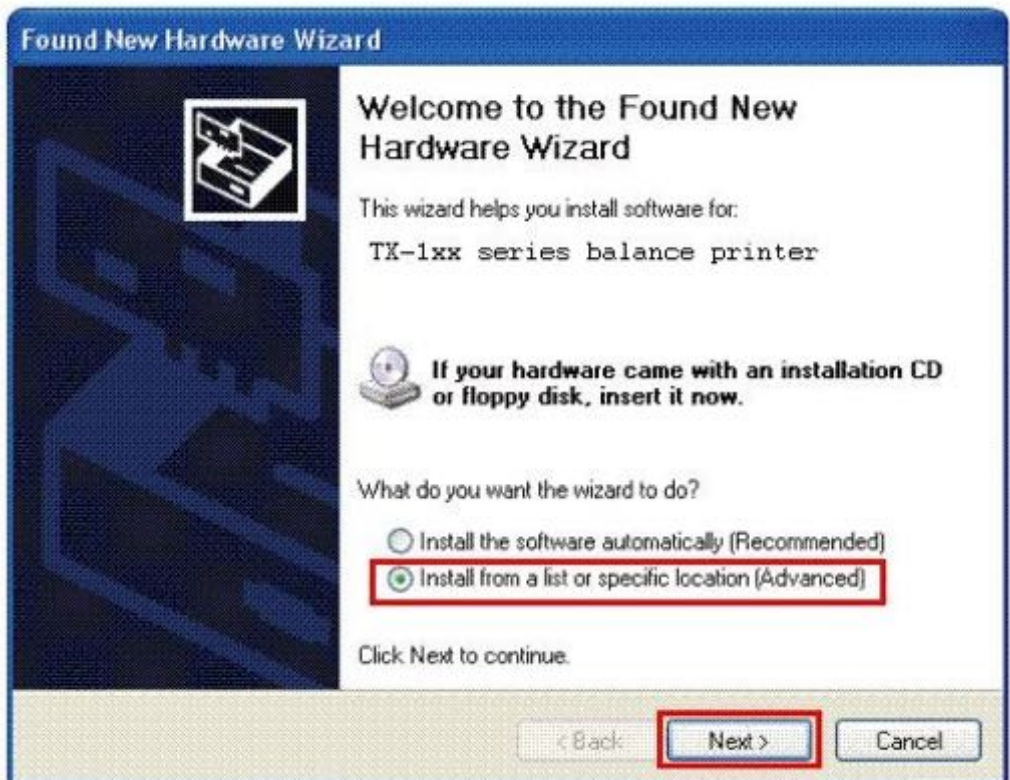 Found New Hardware Wizard
Welcome to the Found New
Hardware Wizard
This wizard helps you install software for:
TX-1xx series balance printer
If your hardware came with an installation CD
or floppy disk, insert it now.
What do you want the wizard to do?
Install the software automatically (Recommended)
Install from a list or specific location (Advanced)
Click Next to continue.
< Back Next > Cancel